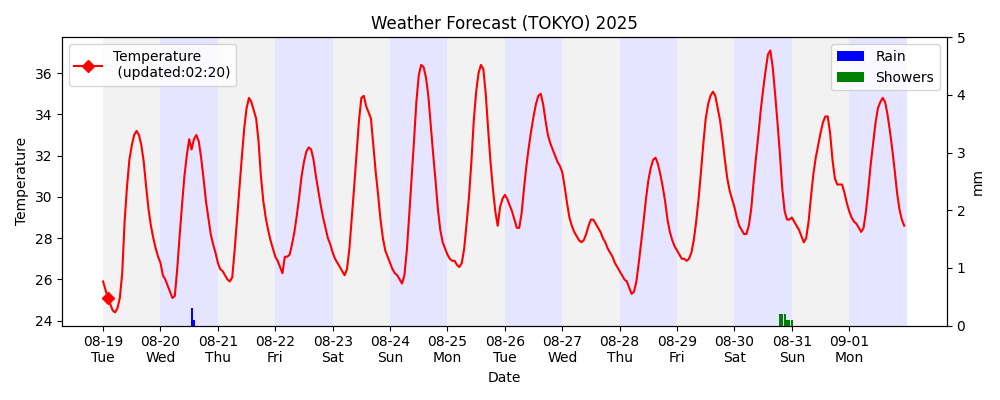 Weather Forecast (TOKYO) 2025
Temperature
(updated:02:20)
Rain
Showers
Temperature
36
34
32
30
28
26
24
5
4
3
2
1
0
mm
08-19 08-20 08-21 08-22 08-23 08-24 08-25 08-26 08-27 08-28 08-29 08-30 08-31 09-01
Tue Wed Thu Fri Sat Sun Mon Tue Wed Thu Fri Sat Sun Mon
Date